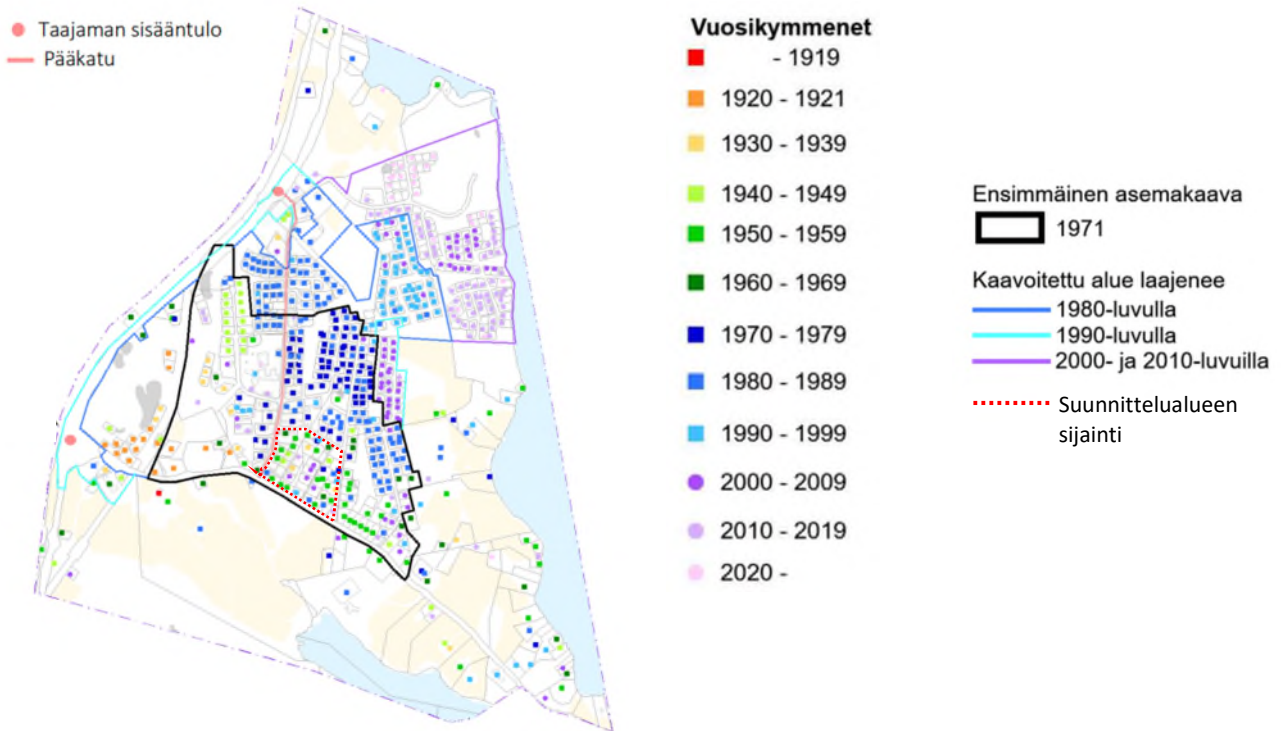 Taajaman sisääntulo
Pääkatu
Vuosikymmenet
- 1919
1920 - 1921
1930 - 1939
1940 - 1949
1950 - 1959
1960 - 1969
1970 - 1979
1980 - 1989
1990 - 1999
2000 - 2009
2010 - 2019
2020 -
Ensimmäinen asemakaava
1971
Kaavoitettu alue laajenee
1980-luvulla
1990-luvulla
2000- ja 2010-luvuilla
Suunnittelualueen
sijainti